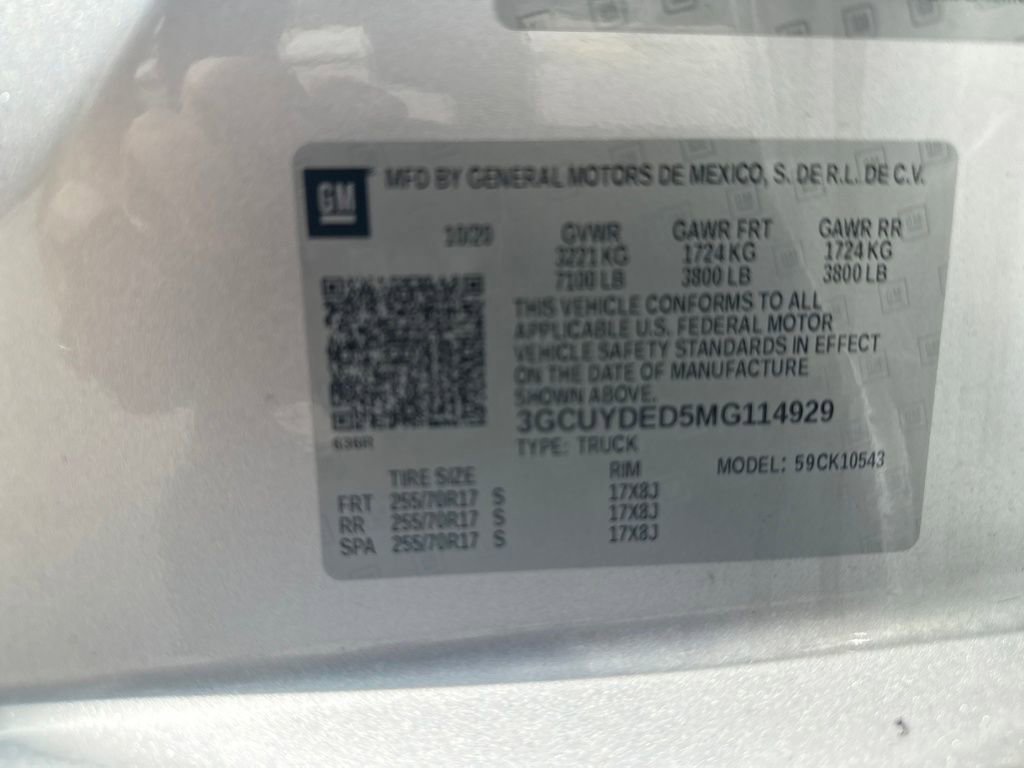 GM
MFD BY GENERAL MOTORS DE MEXICO, S. DE R.L. DE C.V.
10/20
GVWR GAWR FRT GAWR RR
3221 KG 1724 KG 1724 KG
7100 LB 3800 LB 3800 LB
THIS VEHICLE CONFORMS TO ALL
APPLICABLE U.S. FEDERAL MOTOR
VEHICLE SAFETY STANDARDS IN EFFECT
ON THE DATE OF MANUFACTURE
SHOWN ABOVE.
3GCUYDED5MG114929
TYPE: TRUCK
MODEL: 59CK10543
TIRE SIZE RIM
FRT 255/70R17 S 17X8J
RR 255/70R17 S 17X8J
SPA 255/70R17 S 17X8J